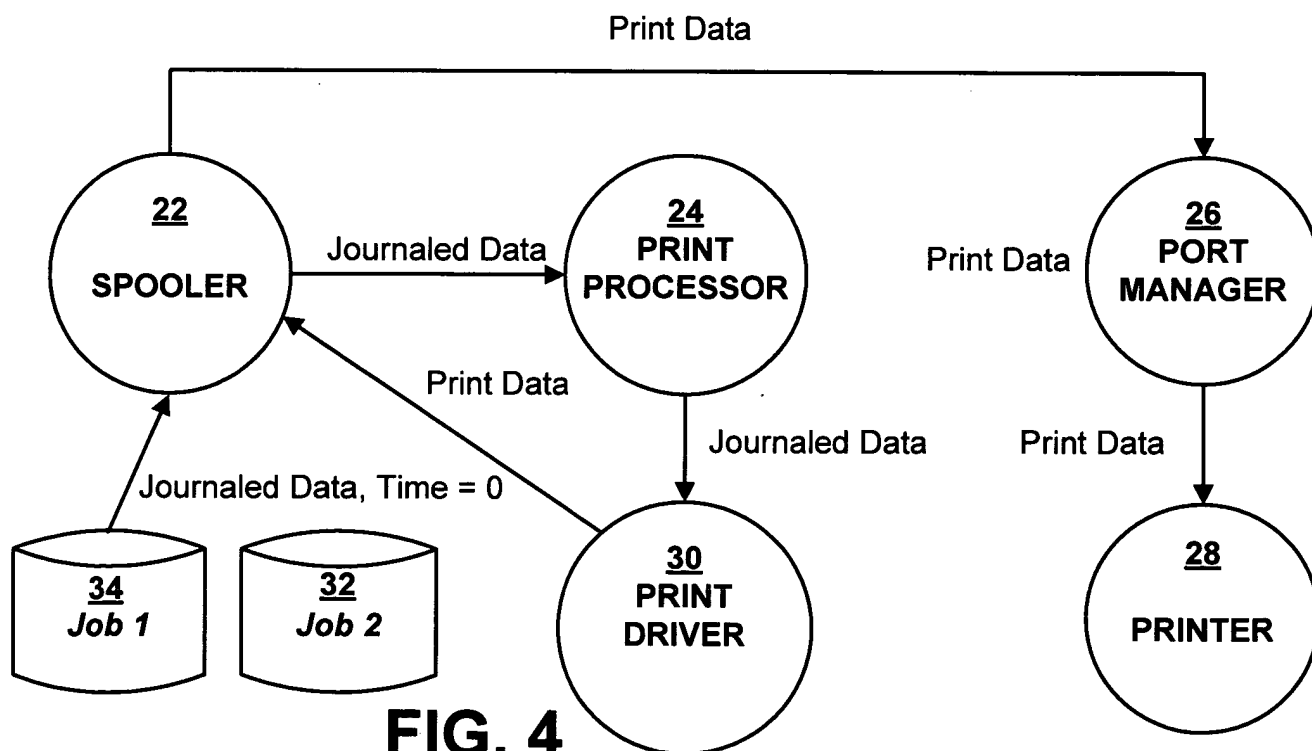 Print Data
22
SPOOLER
Journaled Data
24
PRINT
PROCESSOR
Print Data
26
PORT
MANAGER
Print Data
Journaled Data
Print Data
Journaled Data, Time = 0
34
Job 1
32
Job 2
30
PRINT
DRIVER
28
PRINTER
FIG. 4